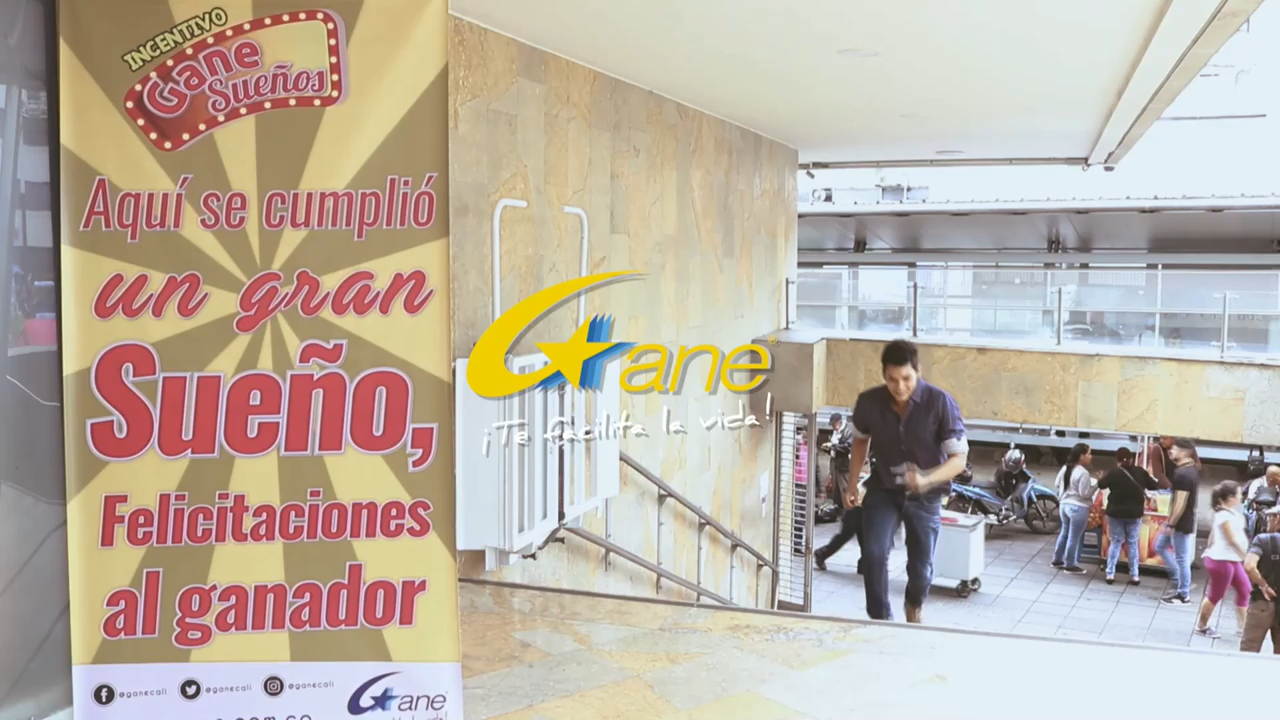 INCENTIVO
Gane
Sueños
Aquí se cumplió
un gran
Sueño,
Felicitaciones
al ganador
@ganecali @ganecali @ganecali
Gane
Gane®
¡Te facilita la vida!